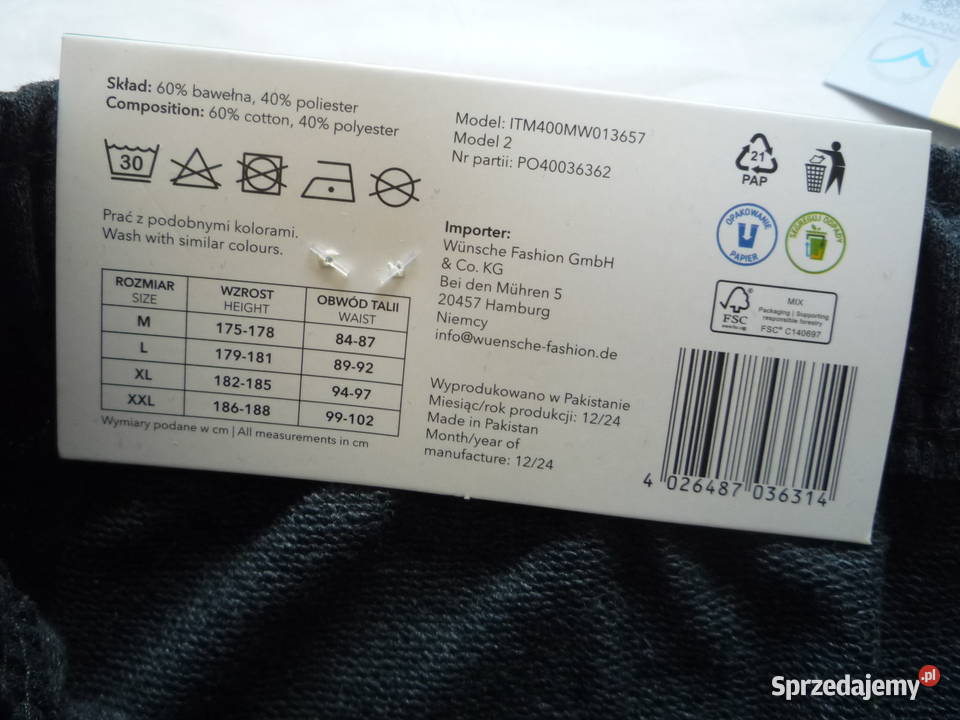 Skład: 60% bawełna, 40% poliester
Composition: 60% cotton, 40% polyester
30
Prać z podobnymi kolorami.
Wash with similar colours.
ROZMIAR SIZE
WZROST HEIGHT
OBWÓD TALII WAIST
M 175-178 84-87
L 179-181 89-92
XL 182-185 94-97
XXL 186-188 99-102
Wymiary podane w cm | All measurements in cm
Model: ITM400MW013657
Model 2
Nr partii: PO40036362
Importer:
Wünsche Fashion GmbH
& Co. KG
Bei den Mühren 5
20457 Hamburg
Niemcy
info@wuensche-fashion.de
Wyprodukowano w Pakistanie
Miesiąc/rok produkcji: 12/24
Made in Pakistan
Month/year of
manufacture: 12/24
21
PAP
OPAKOWANIE
PAPIER
SEGREGUJ ODPADY
FSC
MIX
Packaging | Supporting
responsible forestry
FSC® C140697
4 026487 036314
Sprzedajemy.pl